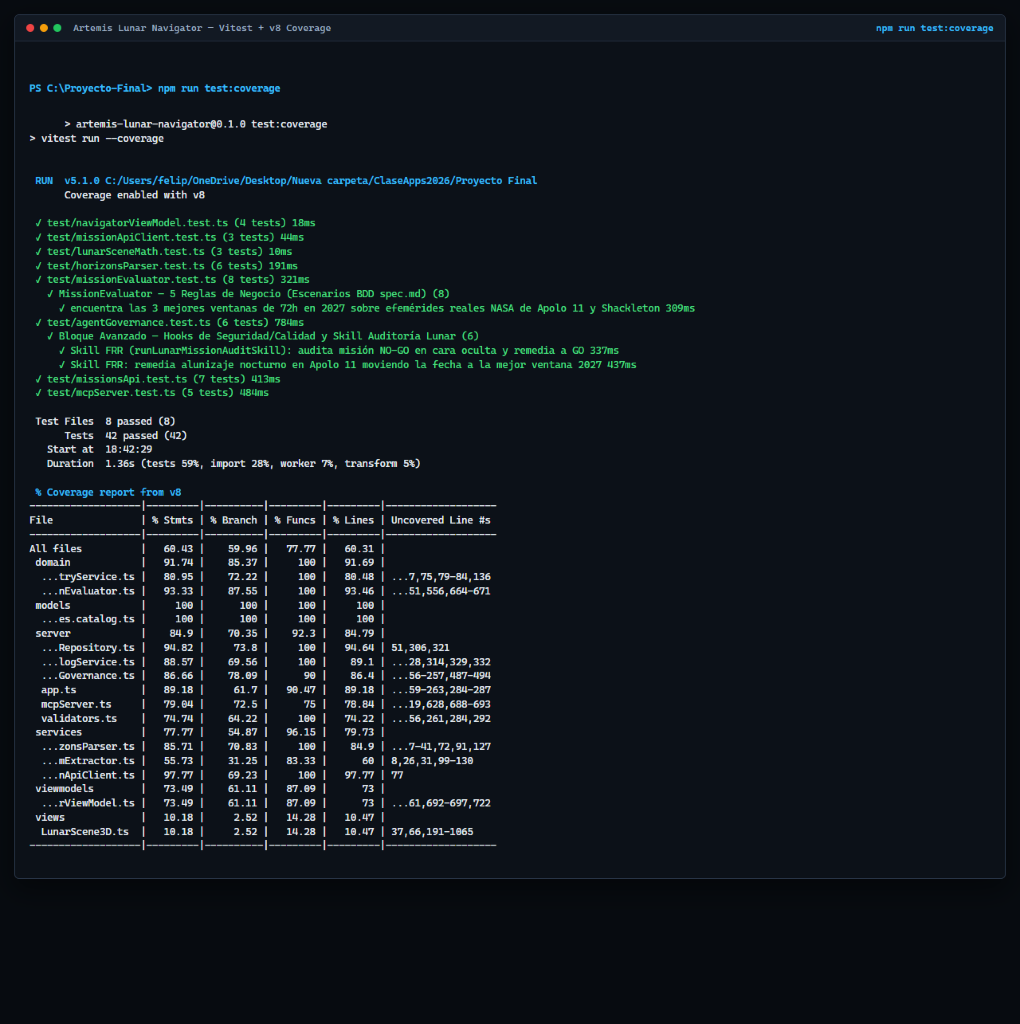 Artemis Lunar Navigator — Vitest + v8 Coverage
npm run test:coverage
PS C:\Proyecto-Final> npm run test:coverage
> artemis-lunar-navigator@0.1.0 test:coverage
> vitest run --coverage
RUN  v5.1.0 C:/Users/felip/OneDrive/Desktop/Nueva carpeta/ClaseApps2026/Proyecto Final
Coverage enabled with v8
✓ test/navigatorViewModel.test.ts (4 tests) 18ms
✓ test/missionApiClient.test.ts (3 tests) 44ms
✓ test/lunarSceneMath.test.ts (3 tests) 10ms
✓ test/horizonsParser.test.ts (6 tests) 191ms
✓ test/missionEvaluator.test.ts (8 tests) 321ms
✓ MissionEvaluator — 5 Reglas de Negocio (Escenarios BDD spec.md) (8)
✓ encuentra las 3 mejores ventanas de 72h en 2027 sobre efemérides reales NASA de Apolo 11 y Shackleton 309ms
✓ test/agentGovernance.test.ts (6 tests) 784ms
✓ Bloque Avanzado — Hooks de Seguridad/Calidad y Skill Auditoría Lunar (6)
✓ Skill FRR (runLunarMissionAuditSkill): audita misión NO-GO en cara oculta y remedia a GO 337ms
✓ Skill FRR: remedia alunizaje nocturno en Apolo 11 moviendo la fecha a la mejor ventana 2027 437ms
✓ test/missionsApi.test.ts (7 tests) 413ms
✓ test/mcpServer.test.ts (5 tests) 484ms
Test Files  8 passed (8)
Tests  42 passed (42)
Start at  18:42:29
Duration  1.36s (tests 59%, import 28%, worker 7%, transform 5%)
% Coverage report from v8
-------------------|---------|----------|---------|---------|-------------------
File               | % Stmts | % Branch | % Funcs | % Lines | Uncovered Line #s
-------------------|---------|----------|---------|---------|-------------------
All files          |   60.43 |    59.96 |   77.77 |   60.31 |
domain            |   91.74 |    85.37 |     100 |   91.69 |
...tryService.ts |   80.95 |    72.22 |     100 |   80.48 | ...7,75,79-84,136
...nEvaluator.ts |   93.33 |    87.55 |     100 |   93.46 | ...51,556,664-671
models            |     100 |      100 |     100 |     100 |
...es.catalog.ts |     100 |      100 |     100 |     100 |
server            |    84.9 |    70.35 |    92.3 |   84.79 |
...Repository.ts |   94.82 |     73.8 |     100 |   94.64 | 51,306,321
...logService.ts |   88.57 |    69.56 |     100 |    89.1 | ...28,314,329,332
...Governance.ts |   86.66 |    78.09 |      90 |    86.4 | ...56-257,487-494
app.ts           |   89.18 |     61.7 |   90.47 |   89.18 | ...59-263,284-287
mcpServer.ts     |   79.04 |     72.5 |      75 |   78.84 | ...19,628,688-693
validators.ts    |   74.74 |    64.22 |     100 |   74.22 | ...56,261,284,292
services          |   77.77 |    54.87 |   96.15 |   79.73 |
...zonsParser.ts |   85.71 |    70.83 |     100 |    84.9 | ...7-41,72,91,127
...mExtractor.ts |   55.73 |    31.25 |   83.33 |      60 | 8,26,31,99-130
...nApiClient.ts |   97.77 |    69.23 |     100 |   97.77 | 77
viewmodels        |   73.49 |    61.11 |   87.09 |      73 |
...rViewModel.ts |   73.49 |    61.11 |   87.09 |      73 | ...61,692-697,722
views             |   10.18 |     2.52 |   14.28 |   10.47 |
LunarScene3D.ts  |   10.18 |     2.52 |   14.28 |   10.47 | 37,66,191-1065
-------------------|---------|----------|---------|---------|-------------------